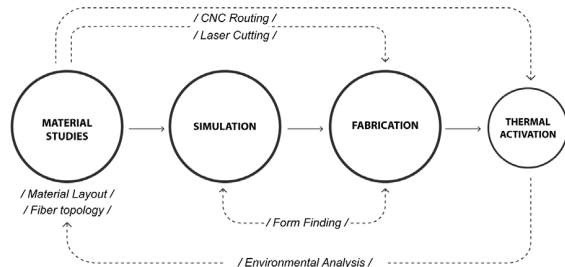 / CNC Routing /
/ Laser Cutting /
MATERIAL
STUDIES
SIMULATION
FABRICATION
THERMAL
ACTIVATION
/ Material Layout /
/ Fiber topology /
/ Form Finding /
/ Environmental Analysis /